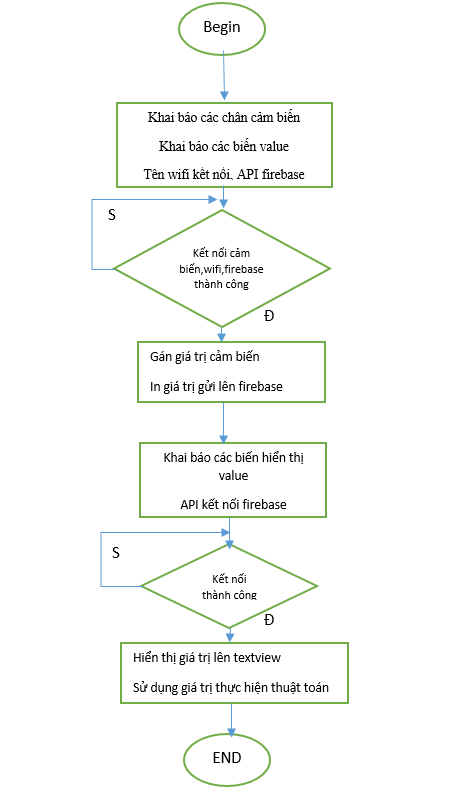 Begin
Khai báo các chân cảm biến
Khai báo các biến value
Tên wifi kết nối, API firebase
S
Kết nối cảm
biến,wifi,firebase
thành công
Đ
Gán giá trị cảm biến
In giá trị gửi lên firebase
Khai báo các biến hiển thị
value
API kết nối firebase
S
Kết nối
thành công
Đ
Hiển thị giá trị lên textview
Sử dụng giá trị thực hiện thuật toán
END